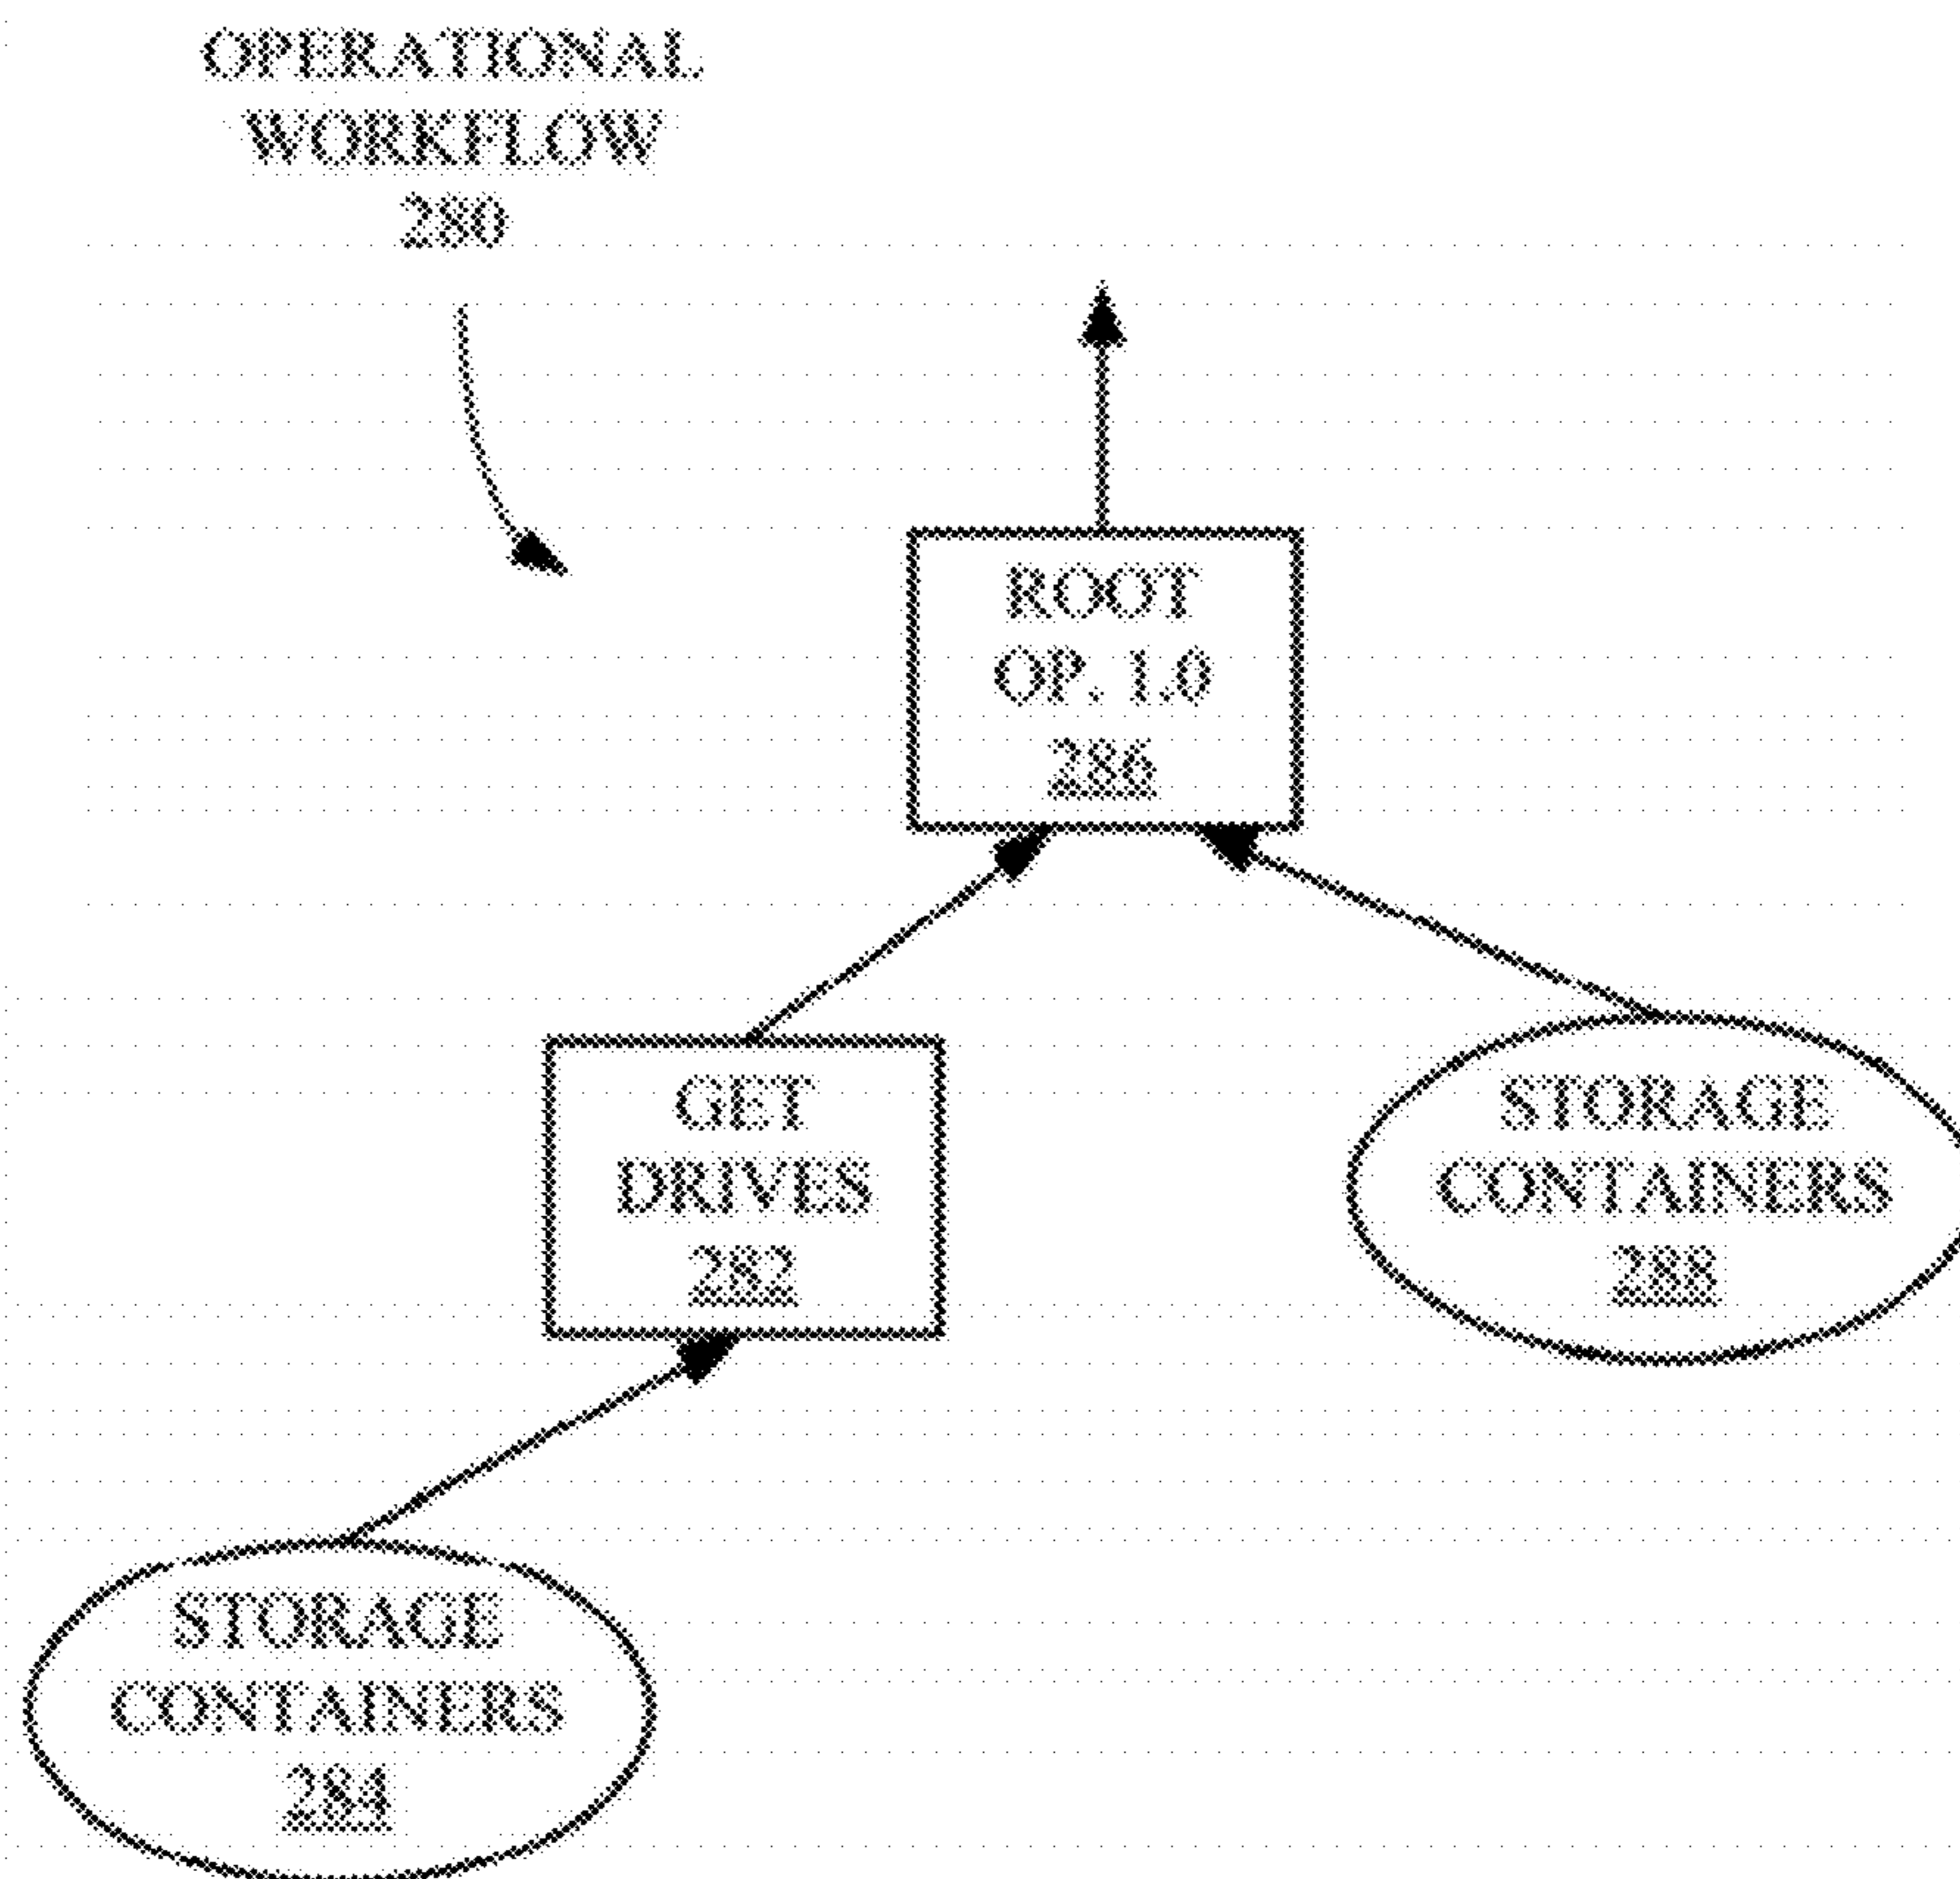 OPERATIONAL
WORKFLOW
280
ROOT
OP. 1.0
286
GET
DRIVES
282
STORAGE
CONTAINERS
288
STORAGE
CONTAINERS
284